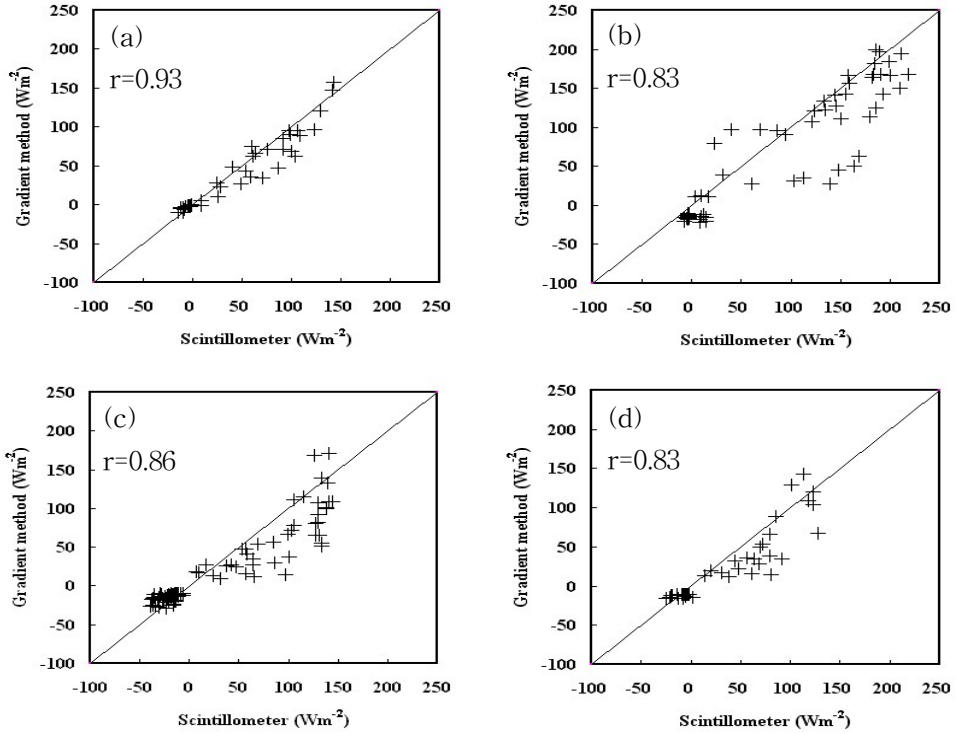 250
200
150
100
50
0
-50
-100
(a)
r=0.93
Gradient method (Wm-2)
-100 -50 0 50 100 150 200 250
Scintillometer (Wm-2)
250
200
150
100
50
0
-50
-100
(b)
r=0.83
Gradient method (Wm-2)
-100 -50 0 50 100 150 200 250
Scintillometer (Wm-2)
250
200
150
100
50
0
-50
-100
(c)
r=0.86
Gradient method (Wm-2)
-100 -50 0 50 100 150 200 250
Scintillometer (Wm-2)
250
200
150
100
50
0
-50
-100
(d)
r=0.83
Gradient method (Wm-2)
-100 -50 0 50 100 150 200 250
Scintillometer (Wm-2)